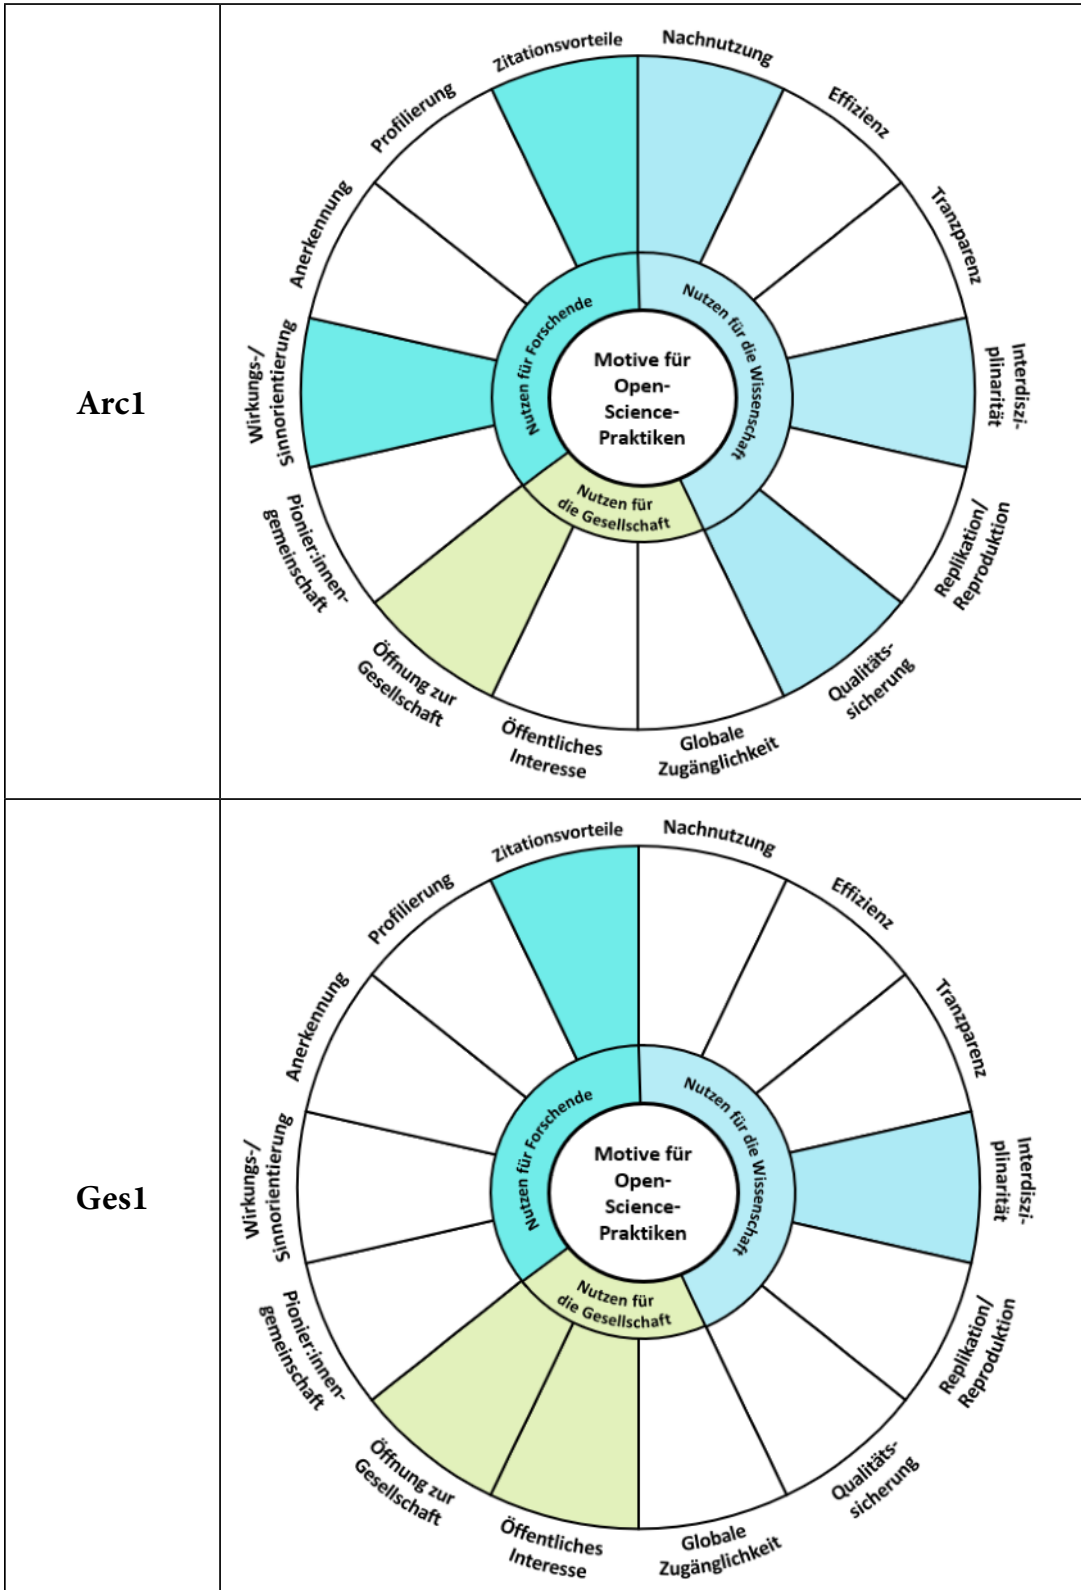 Arc1
Zitationsvorteile
Nachnutzung
Effizienz
Tranzparenz
Interdiszi-
plinarität
Replikation/
Reproduktion
Qualitäts-
sicherung
Globale
Zugänglichkeit
Öffentliches
Interesse
Öffnung zur
Gesellschaft
Pionier:innen-
gemeinschaft
Wirkungs-/
Sinnorientierung
Anerkennung
Profilierung
Nutzen für Forschende
Nutzen für die Wissenschaft
Nutzen für
die Gesellschaft
Motive für
Open-
Science-
Praktiken
Ges1
Zitationsvorteile
Nachnutzung
Effizienz
Tranzparenz
Interdiszi-
plinarität
Replikation/
Reproduktion
Qualitäts-
sicherung
Globale
Zugänglichkeit
Öffentliches
Interesse
Öffnung zur
Gesellschaft
Pionier:innen-
gemeinschaft
Wirkungs-/
Sinnorientierung
Anerkennung
Profilierung
Nutzen für Forschende
Nutzen für die Wissenschaft
Nutzen für
die Gesellschaft
Motive für
Open-
Science-
Praktiken